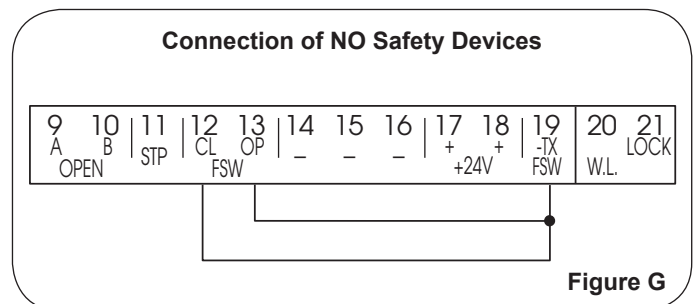 Connection of NO Safety Devices
9 10 11 12 13 14 15 16 17 18 19 20 21
A B STP CL OP – – – + + -TX LOCK
OPEN FSW +24V FSW W.L.
Figure G